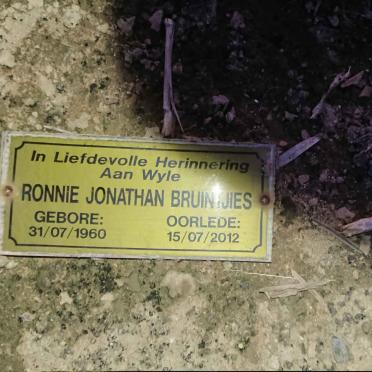 In Liefdevolle Herinnering
Aan Wyle
RONNIE JONATHAN BRUINTJIES
GEBORE: OORLEDE:
31/07/1960 15/07/2012